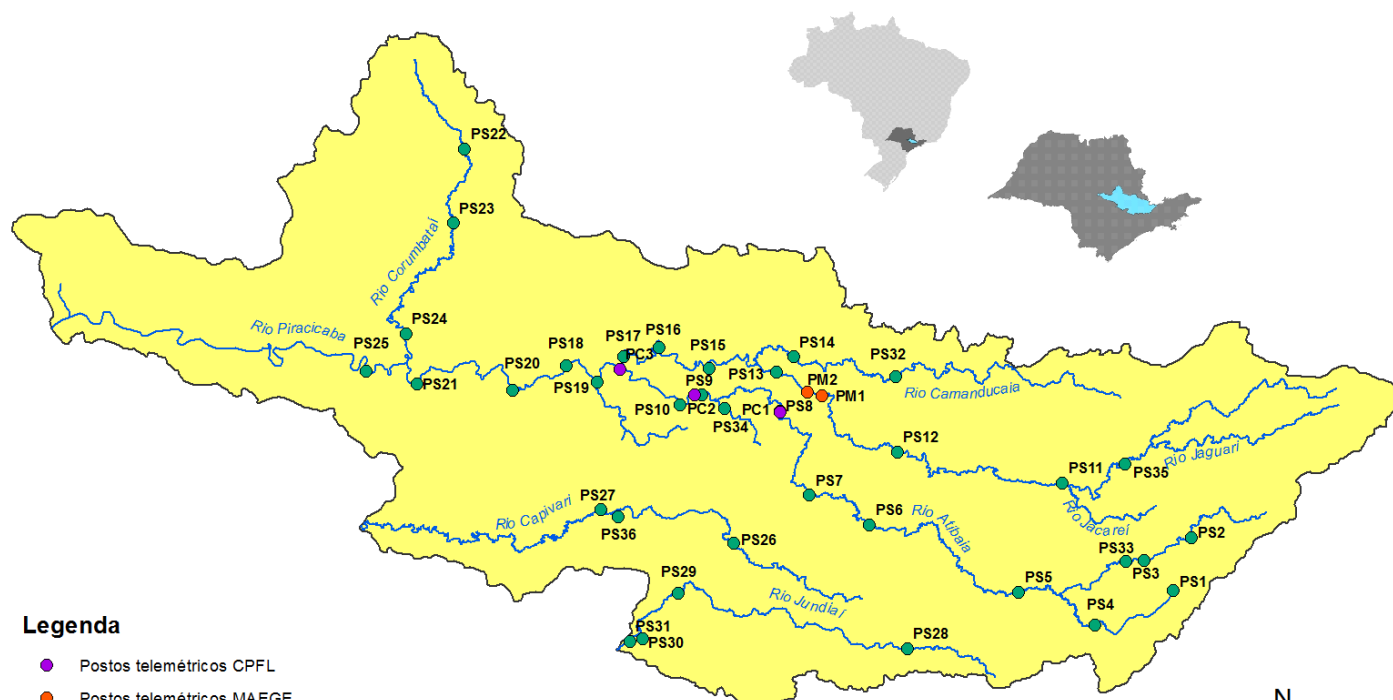 PS22
PS23
Rio Corumbataí
PS24
Rio Piracicaba
PS25
PS21
PS20
PS18
PS19
PS17
PC3
PS16
PS15
PS14
PS13
PS32
Rio Camanducaia
PM2
PM1
PS9
PS10
PC2
PS34
PC1
PS8
PS12
PS11
PS35
Rio Jaguari
Rio Jacareí
PS7
PS6
Rio Atibaia
PS27
Rio Capivari
PS36
PS26
PS2
PS33
PS3
PS1
PS5
PS4
PS29
Rio Jundiaí
PS31
PS30
PS28
Legenda
Postos telemétricos CPFL
Postos telemétricos MAEGE
N